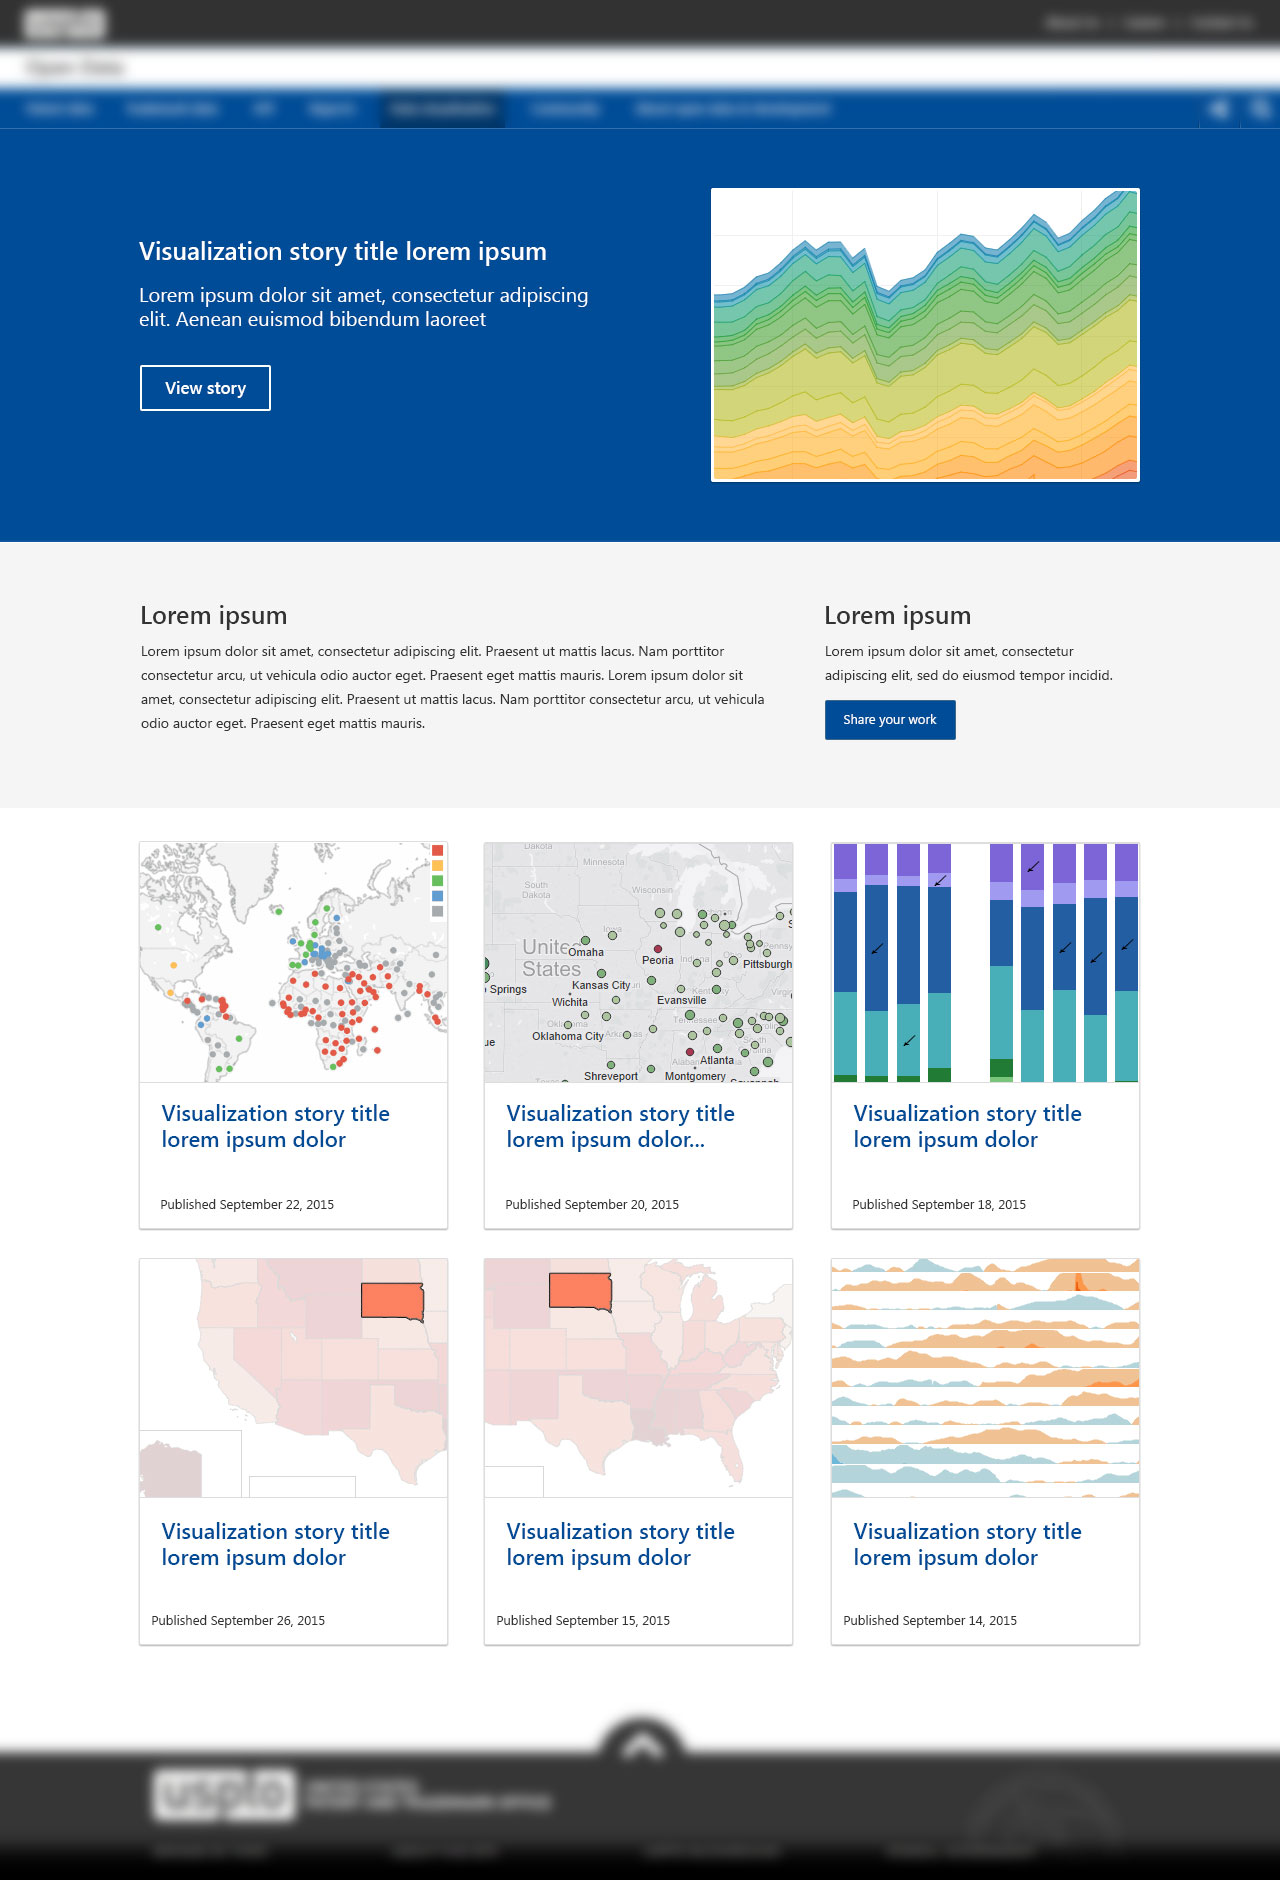 Open Data
Visualization story title lorem ipsum
Lorem ipsum dolor sit amet, consectetur adipiscing
elit. Aenean euismod bibendum laoreet
View story
Lorem ipsum
Lorem ipsum dolor sit amet, consectetur adipiscing elit. Praesent ut mattis lacus. Nam porttitor
consectetur arcu, ut vehicula odio auctor eget. Praesent eget mattis mauris. Lorem ipsum dolor sit
amet, consectetur adipiscing elit. Praesent ut mattis lacus. Nam porttitor consectetur arcu, ut vehicula
odio auctor eget. Praesent eget mattis mauris.
Lorem ipsum
Lorem ipsum dolor sit amet, consectetur
adipiscing elit, sed do eiusmod tempor incidid.
Share your work
Dakota
Minnesota
South
Dakota
Wisconsin
Iowa
United
States
Omaha
Peoria
Pittsburgh
Springs
Kansas City
Wichita
Evansville
Oklahoma City
Atlanta
Shreveport
Montgomery
Visualization story title
lorem ipsum dolor
Published September 22, 2015
Visualization story title
lorem ipsum dolor...
Published September 20, 2015
Visualization story title
lorem ipsum dolor
Published September 18, 2015
Visualization story title
lorem ipsum dolor
Published September 26, 2015
Visualization story title
lorem ipsum dolor
Published September 15, 2015
Visualization story title
lorem ipsum dolor
Published September 14, 2015
uspto